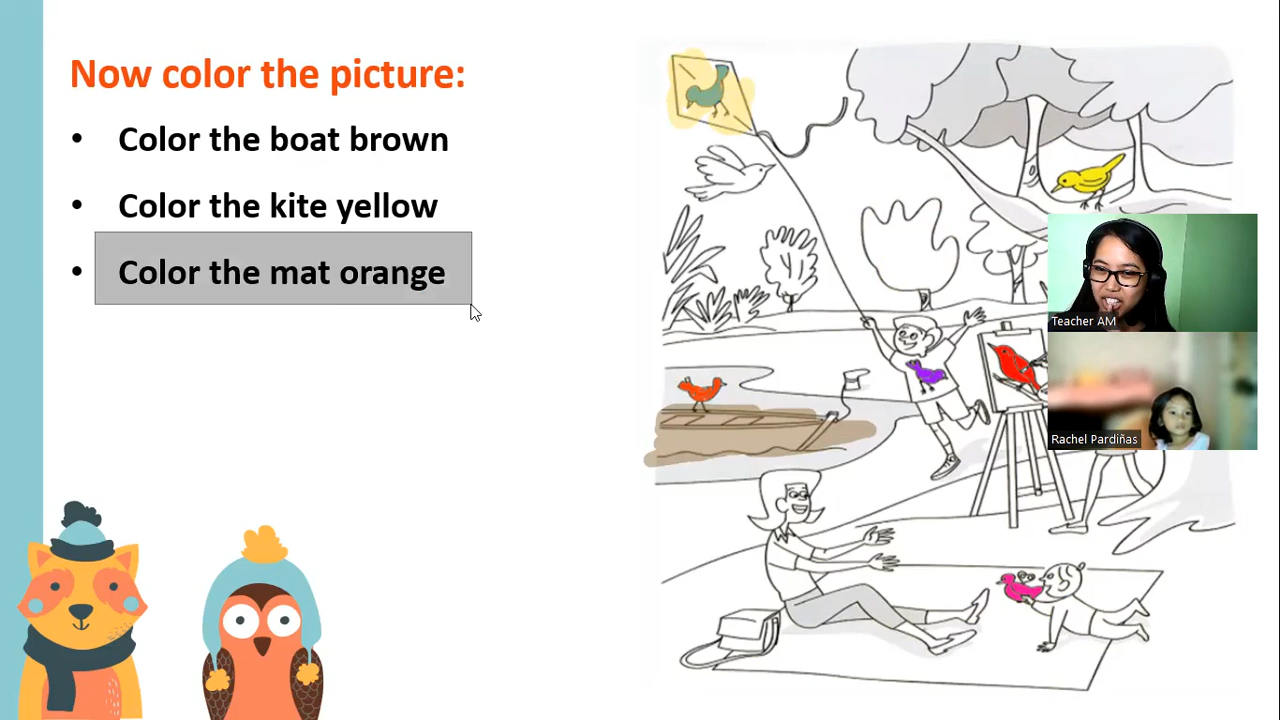 Now color the picture:
• Color the boat brown
• Color the kite yellow
• Color the mat orange
Teacher AM
Rachel Pardiñas